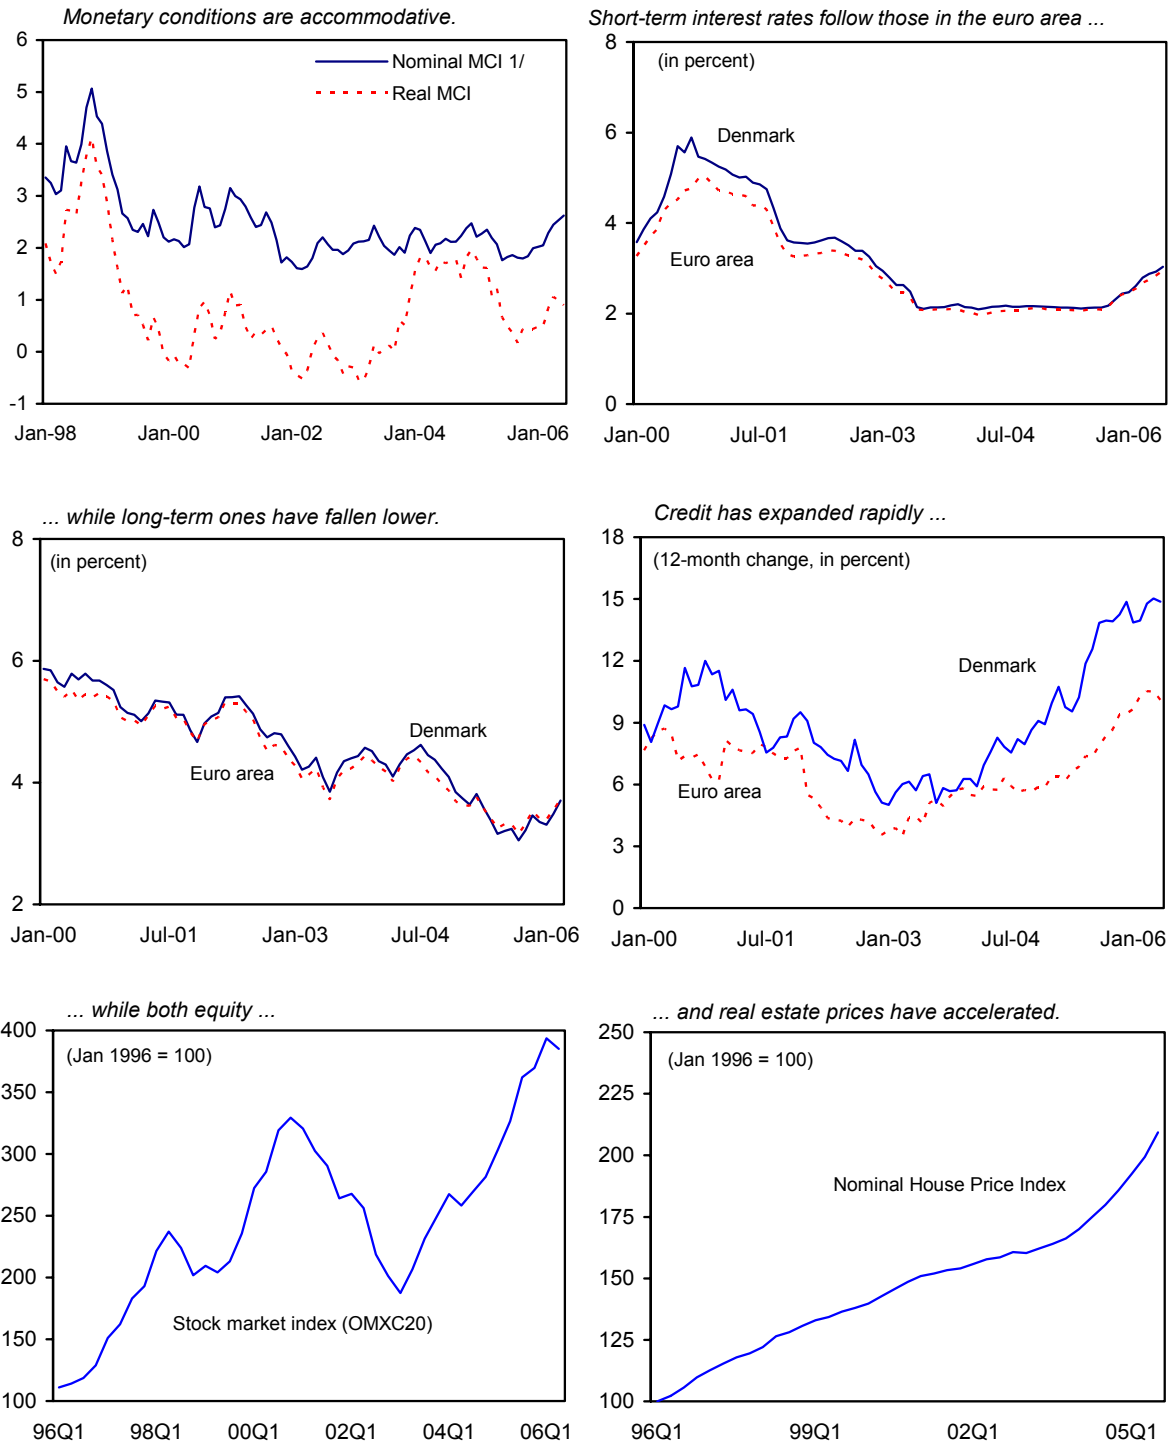 Monetary conditions are accommodative.
6
5
4
3
2
1
0
-1
Nominal MCI 1/
Real MCI
Jan-98 Jan-00 Jan-02 Jan-04 Jan-06
Short-term interest rates follow those in the euro area ...
8
6
4
2
0
(in percent)
Denmark
Euro area
Jan-00 Jul-01 Jan-03 Jul-04 Jan-06
... while long-term ones have fallen lower.
8
6
4
2
(in percent)
Denmark
Euro area
Jan-00 Jul-01 Jan-03 Jul-04 Jan-06
Credit has expanded rapidly ...
18
15
12
9
6
3
0
(12-month change, in percent)
Denmark
Euro area
Jan-00 Jul-01 Jan-03 Jul-04 Jan-06
... while both equity ...
400
350
300
250
200
150
100
(Jan 1996 = 100)
Stock market index (OMXC20)
96Q1 98Q1 00Q1 02Q1 04Q1 06Q1
... and real estate prices have accelerated.
250
225
200
175
150
125
100
(Jan 1996 = 100)
Nominal House Price Index
96Q1 99Q1 02Q1 05Q1